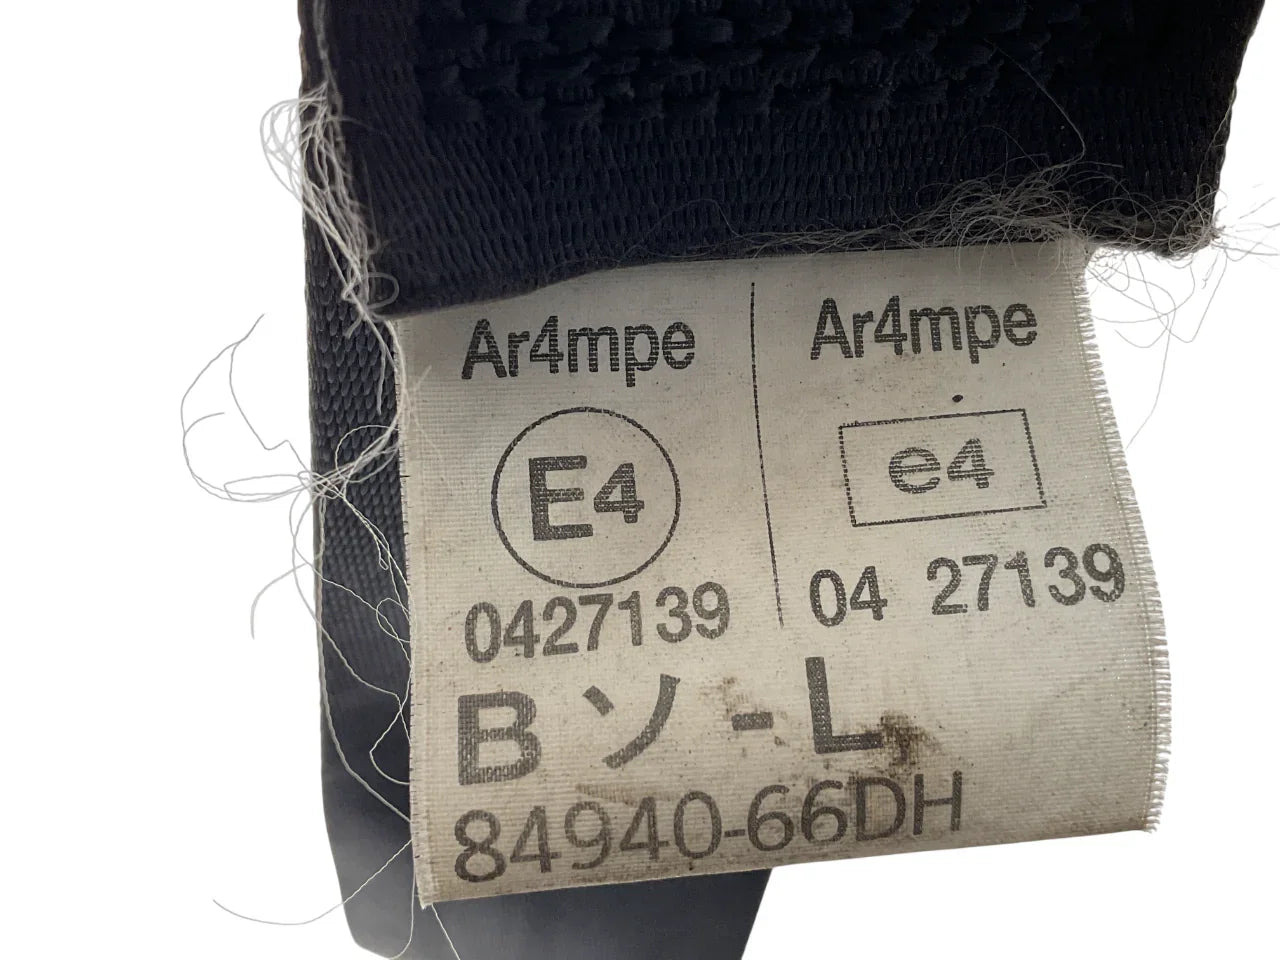 Ar4mpe
E4
0427139
Ar4mpe
e4
04 27139
B ソ - L
84940-66DH